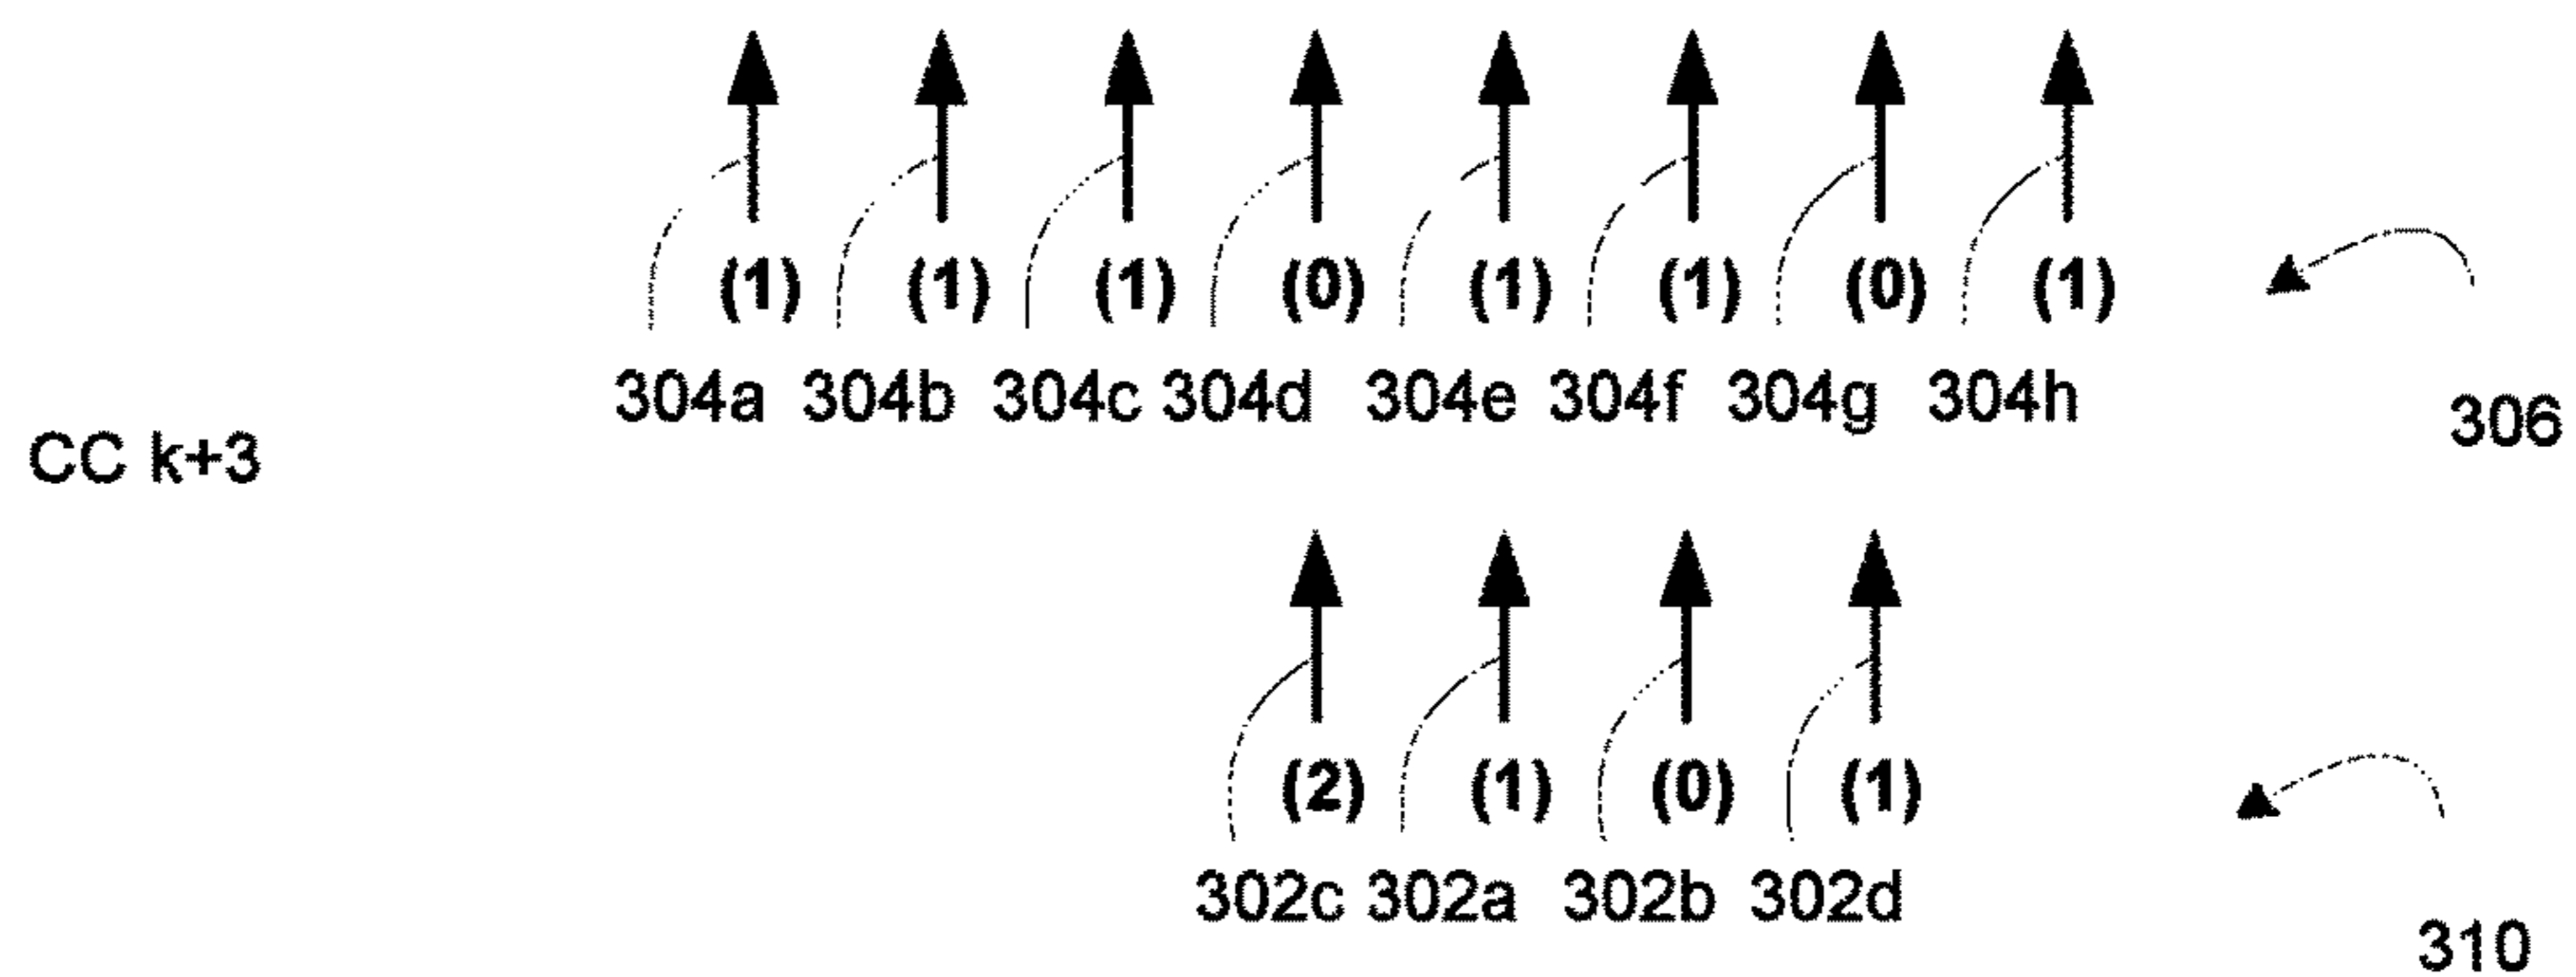 (1) (1) (1) (0) (1) (1) (0) (1)
304a 304b 304c 304d 304e 304f 304g 304h
306
CC k+3
(2) (1) (0) (1)
302c 302a 302b 302d
310